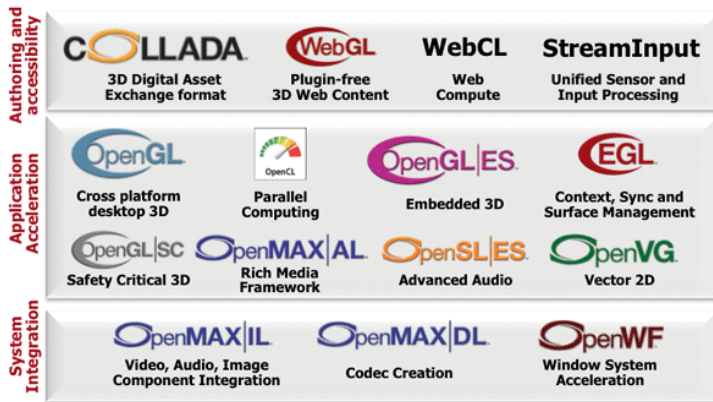 Authoring and
accessibility
COLLADA
WebGL
WebCL
StreamInput
3D Digital Asset
Exchange format
Plugin-free
3D Web Content
Web
Compute
Unified Sensor and
Input Processing
Application
Acceleration
OpenGL
OpenCL
OpenGL|ES
EGL
Cross platform
desktop 3D
Parallel
Computing
Embedded 3D
Context, Sync and
Surface Management
OpenGL|SC
OpenMAX|AL
OpenSL|ES
OpenVG
Safety Critical 3D
Rich Media
Framework
Advanced Audio
Vector 2D
System
Integration
OpenMAX|IL
OpenMAX|DL
OpenWF
Video, Audio, Image
Component Integration
Codec Creation
Window System
Acceleration